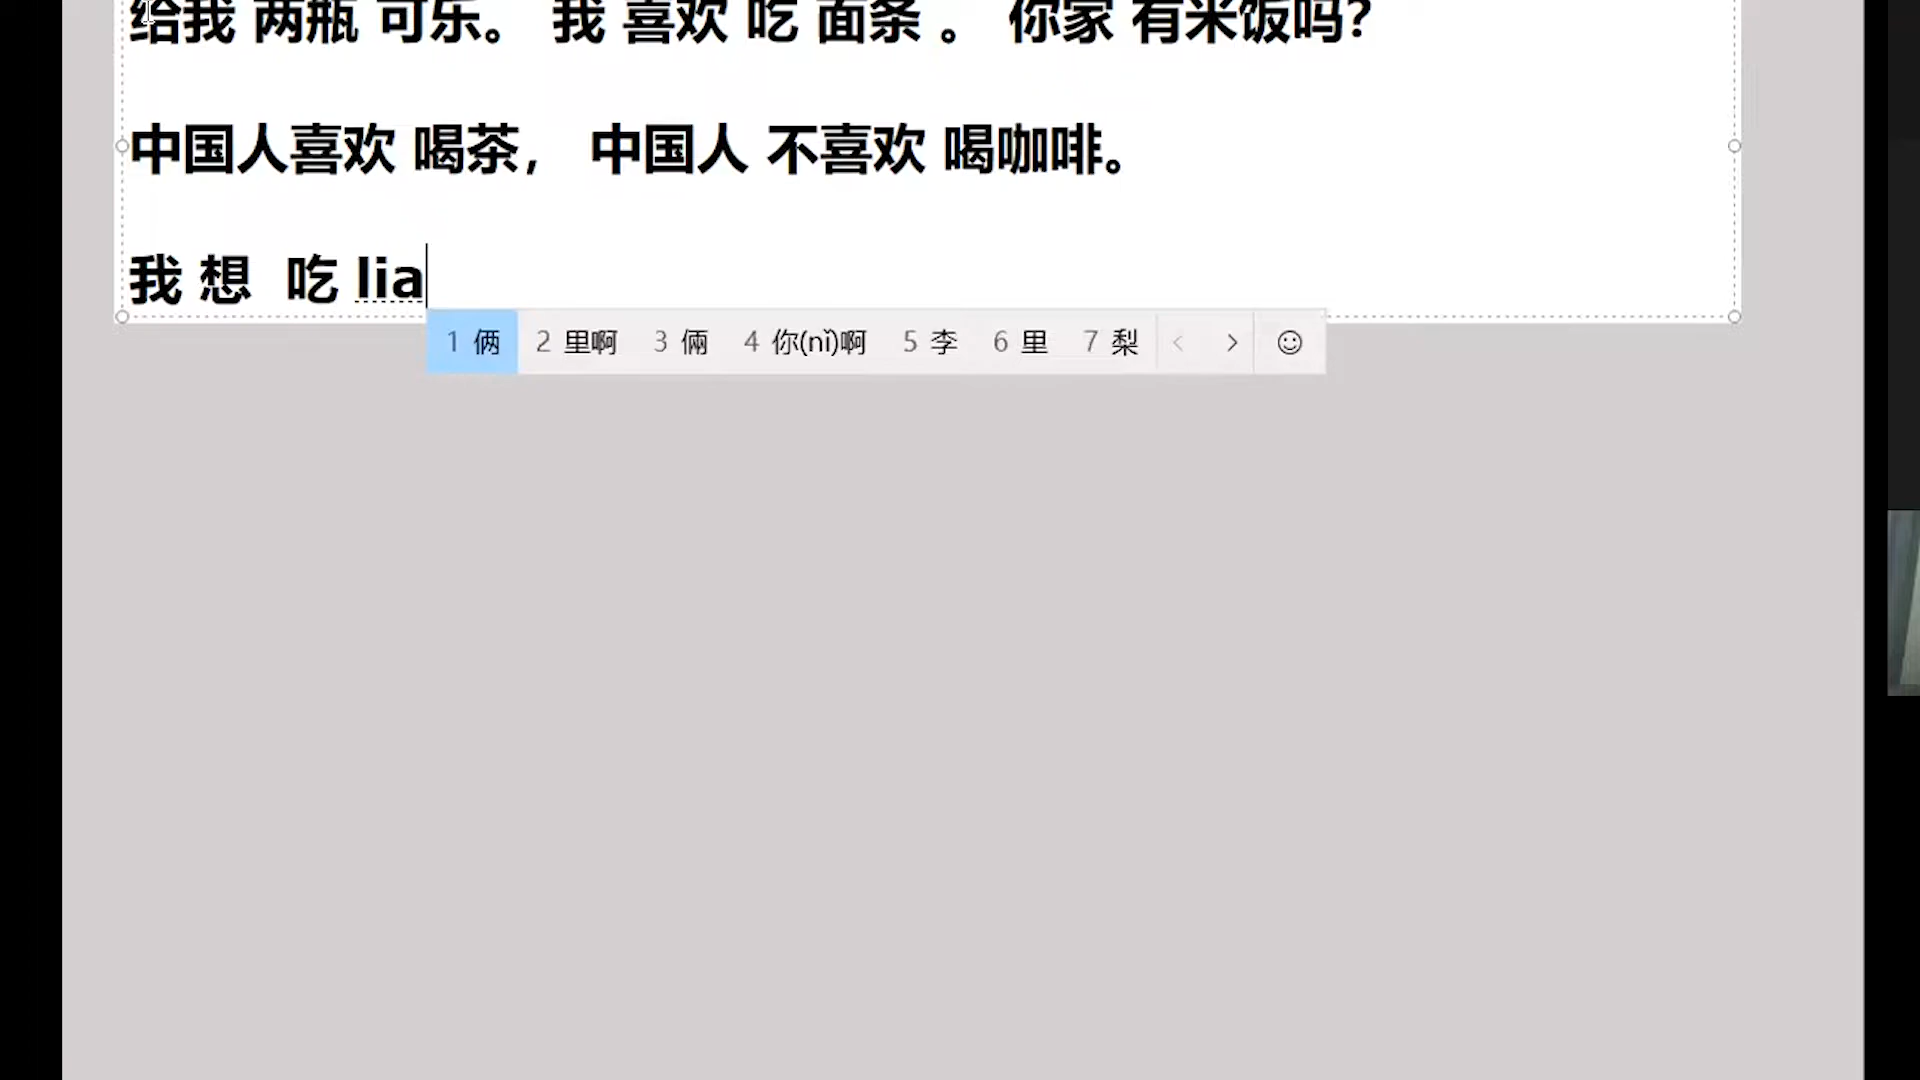 给我 两瓶 可乐。 我 喜欢 吃 面条 。 你家 有米饭吗？
中国人喜欢 喝茶， 中国人 不喜欢 喝咖啡。
我 想 吃 lia
1 俩 2 里啊 3 倆 4 你(nǐ)啊 5 李 6 里 7 梨